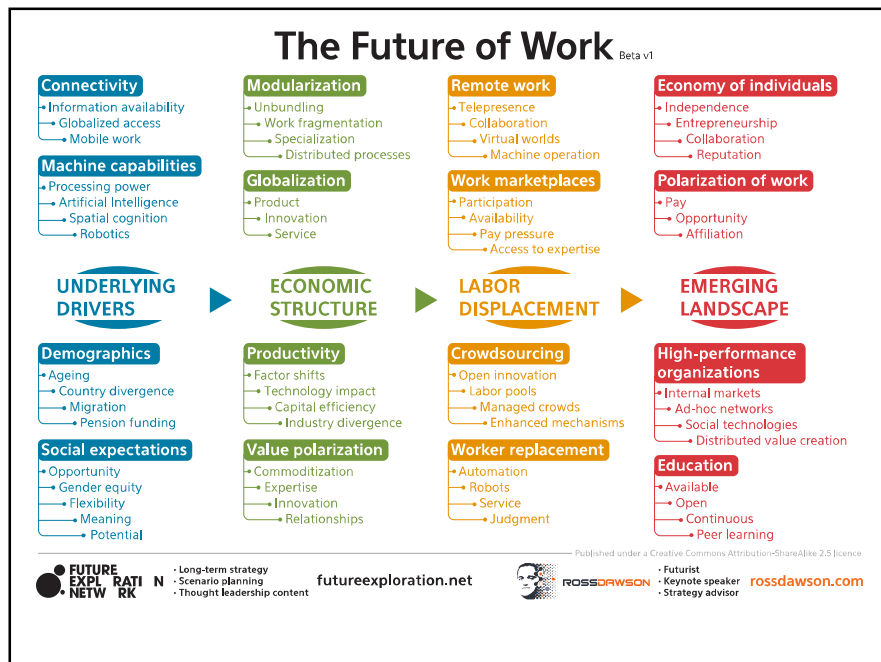 The Future of Work Beta v1
Connectivity
Information availability
Globalized access
Mobile work
Machine capabilities
Processing power
Artificial Intelligence
Spatial cognition
Robotics
Modularization
Unbundling
Work fragmentation
Specialization
Distributed processes
Globalization
Product
Innovation
Service
Remote work
Telepresence
Collaboration
Virtual worlds
Machine operation
Work marketplaces
Participation
Availability
Pay pressure
Access to expertise
Economy of individuals
Independence
Entrepreneurship
Collaboration
Reputation
Polarization of work
Pay
Opportunity
Affiliation
UNDERLYING
DRIVERS
ECONOMIC
STRUCTURE
LABOR
DISPLACEMENT
EMERGING
LANDSCAPE
Demographics
Ageing
Country divergence
Migration
Pension funding
Social expectations
Opportunity
Gender equity
Flexibility
Meaning
Potential
Productivity
Factor shifts
Technology impact
Capital efficiency
Industry divergence
Value polarization
Commoditization
Expertise
Innovation
Relationships
Crowdsourcing
Open innovation
Labor pools
Managed crowds
Enhanced mechanisms
Worker replacement
Automation
Robots
Service
Judgment
High-performance
organizations
Internal markets
Ad-hoc networks
Social technologies
Distributed value creation
Education
Available
Open
Continuous
Peer learning
Published under a Creative Commons Attribution-ShareAlike 2.5 licence
FUTURE
EXPL RATI N
NETW RK
· Long-term strategy
· Scenario planning
· Thought leadership content
futureexploration.net
ROSSDAWSON
· Futurist
· Keynote speaker
· Strategy advisor
rossdawson.com